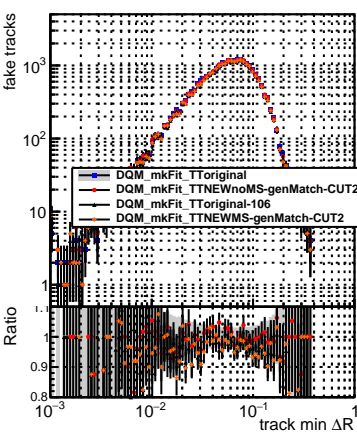 fake tracks
10³
10²
10
1
DQM_mkFit_TToriginal
DQM_mkFit_TTNEWnoMS-genMatch-CUT2
DQM_mkFit_TToriginal-106
DQM_mkFit_TTNEWMS-genMatch-CUT2
Ratio
1.1
1
0.9
0.8
10⁻³ 10⁻² 10⁻¹ 1
track min ΔR